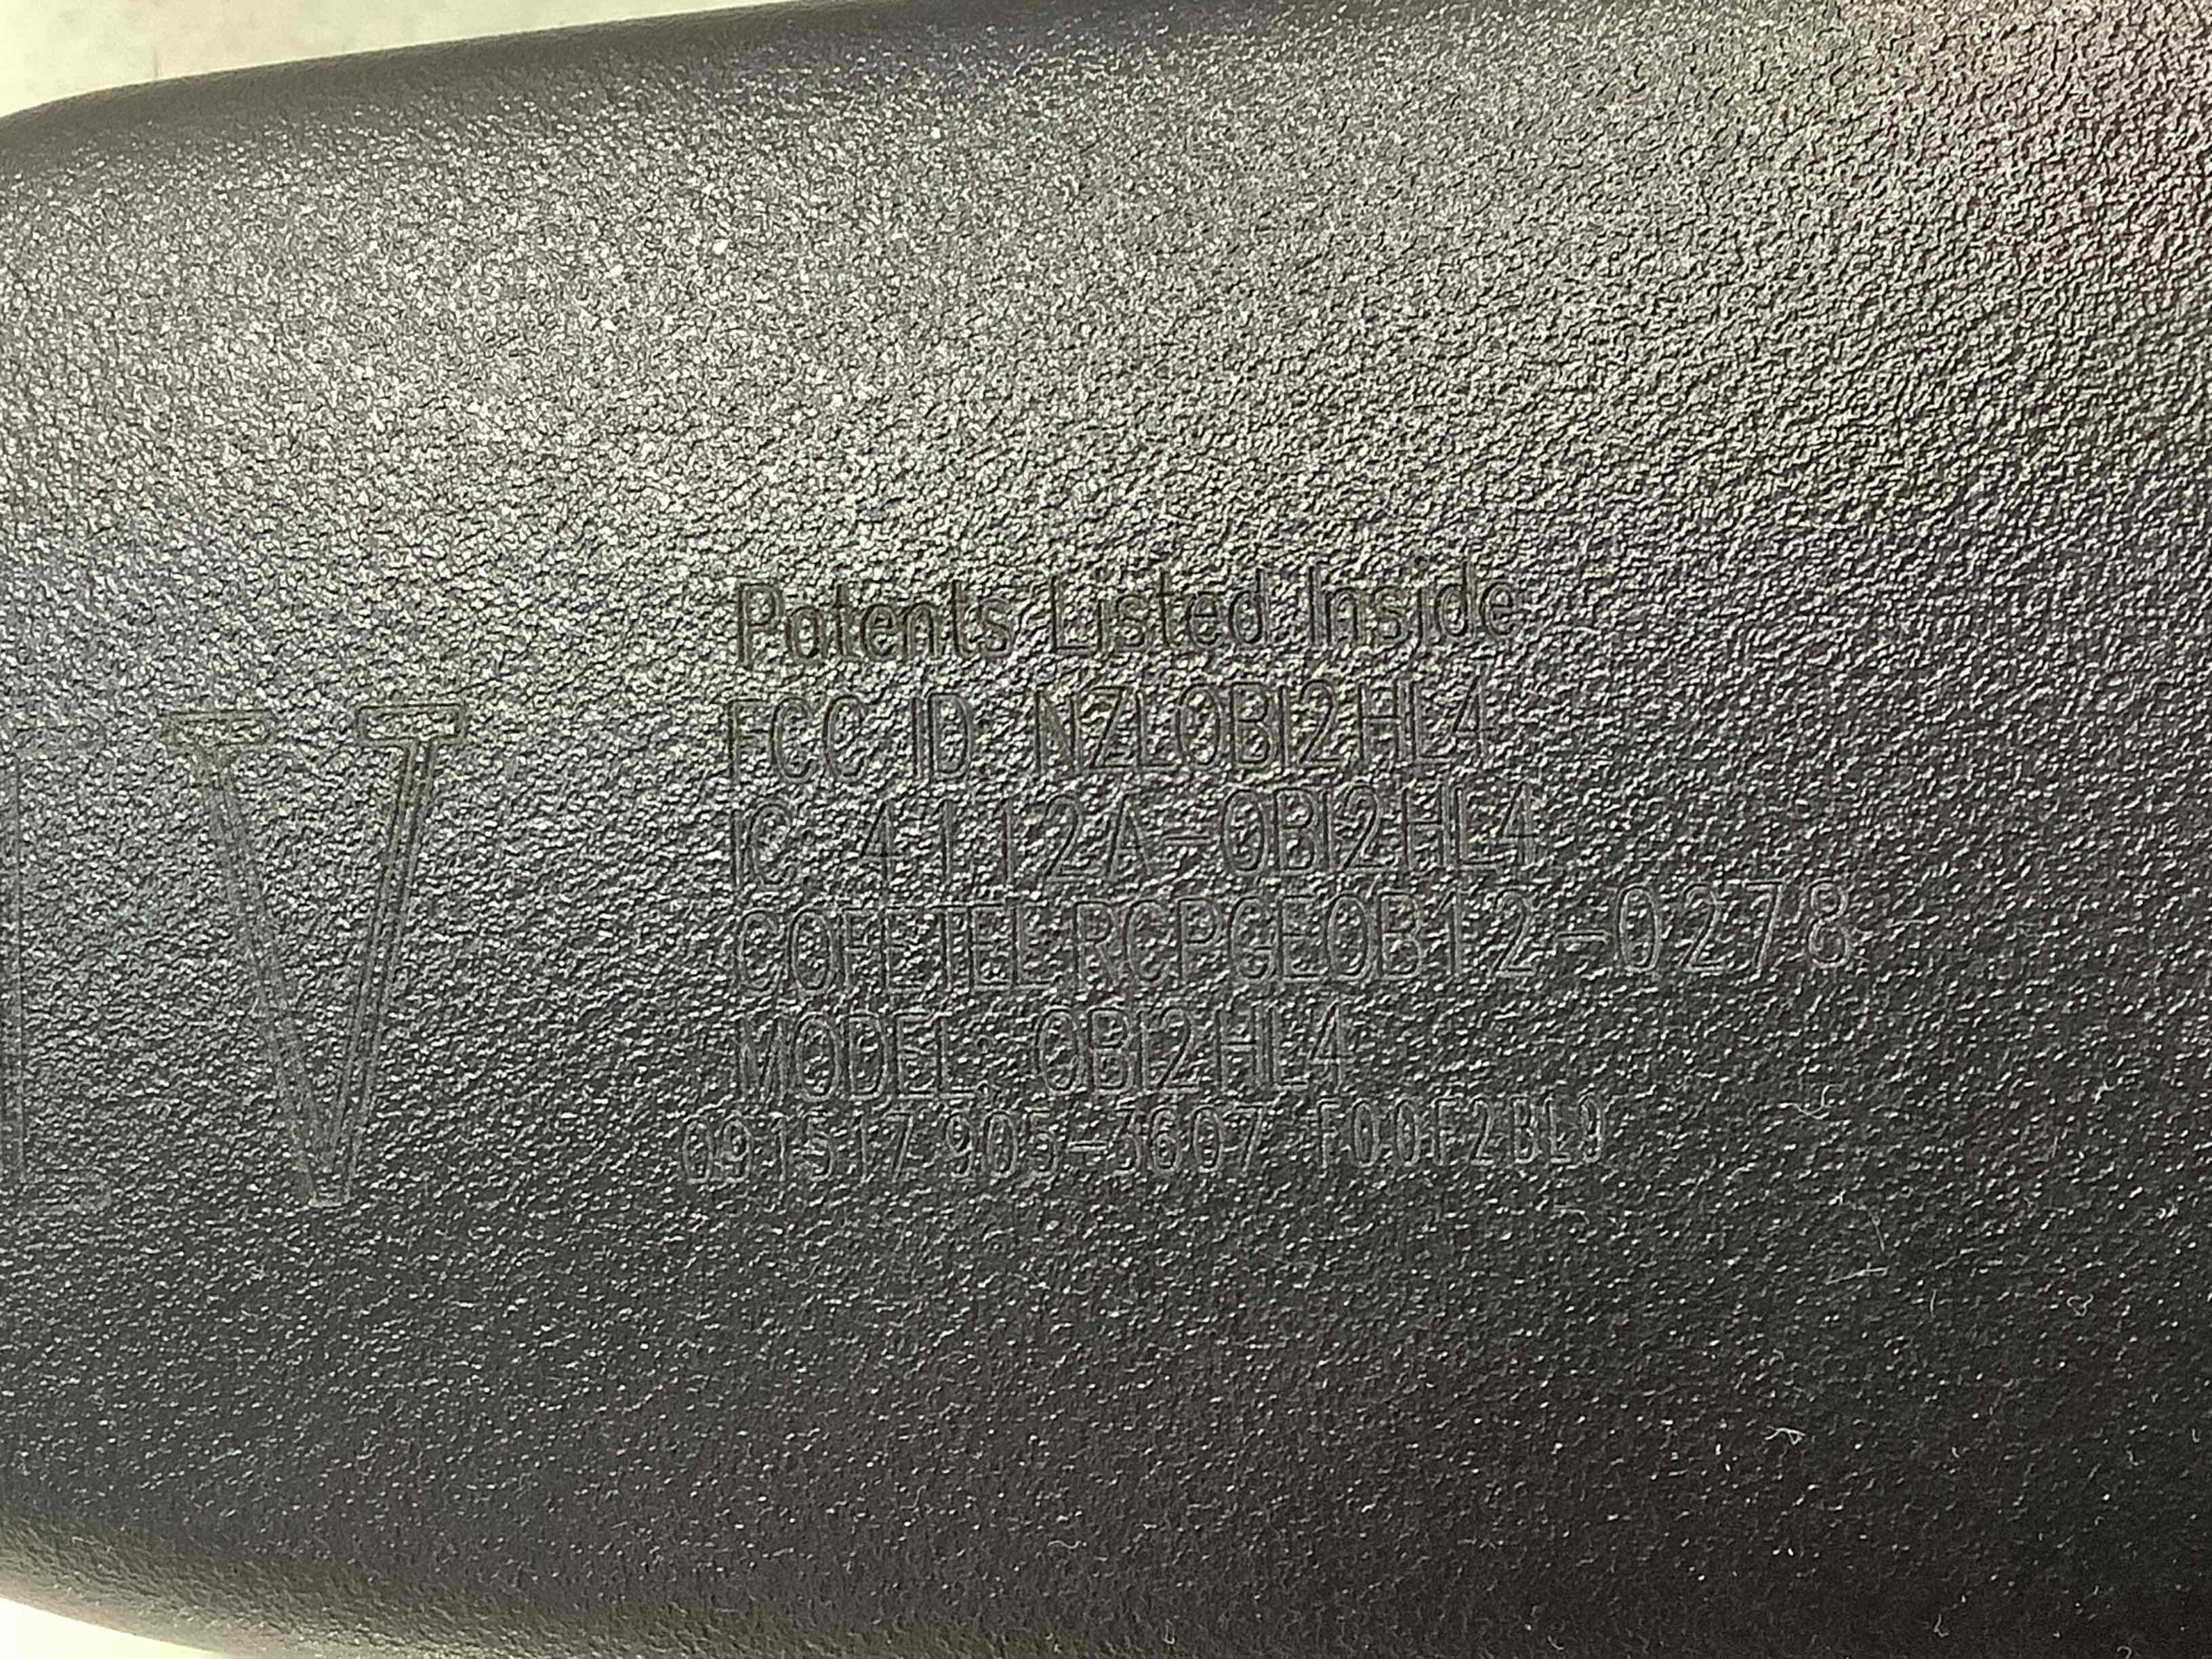 Patents Listed Inside
FCC ID NZLOBI2HL4
IC: 4112A-OBI2HL4
COFETEL RCPGEOB12-0278
MODEL: OBI2HL4
091517 905-3607 F00F2BL9
V